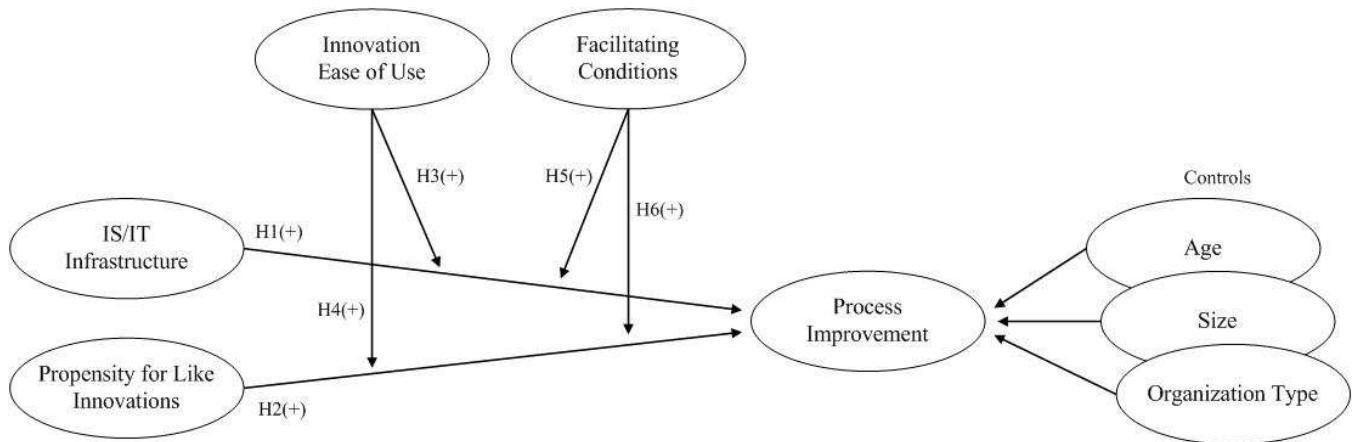 Innovation
Ease of Use
Facilitating
Conditions
H3(+)
H5(+)
H6(+)
Controls
IS/IT
Infrastructure
H1(+)
Age
H4(+)
Process
Improvement
Size
Propensity for Like
Innovations
H2(+)
Organization Type